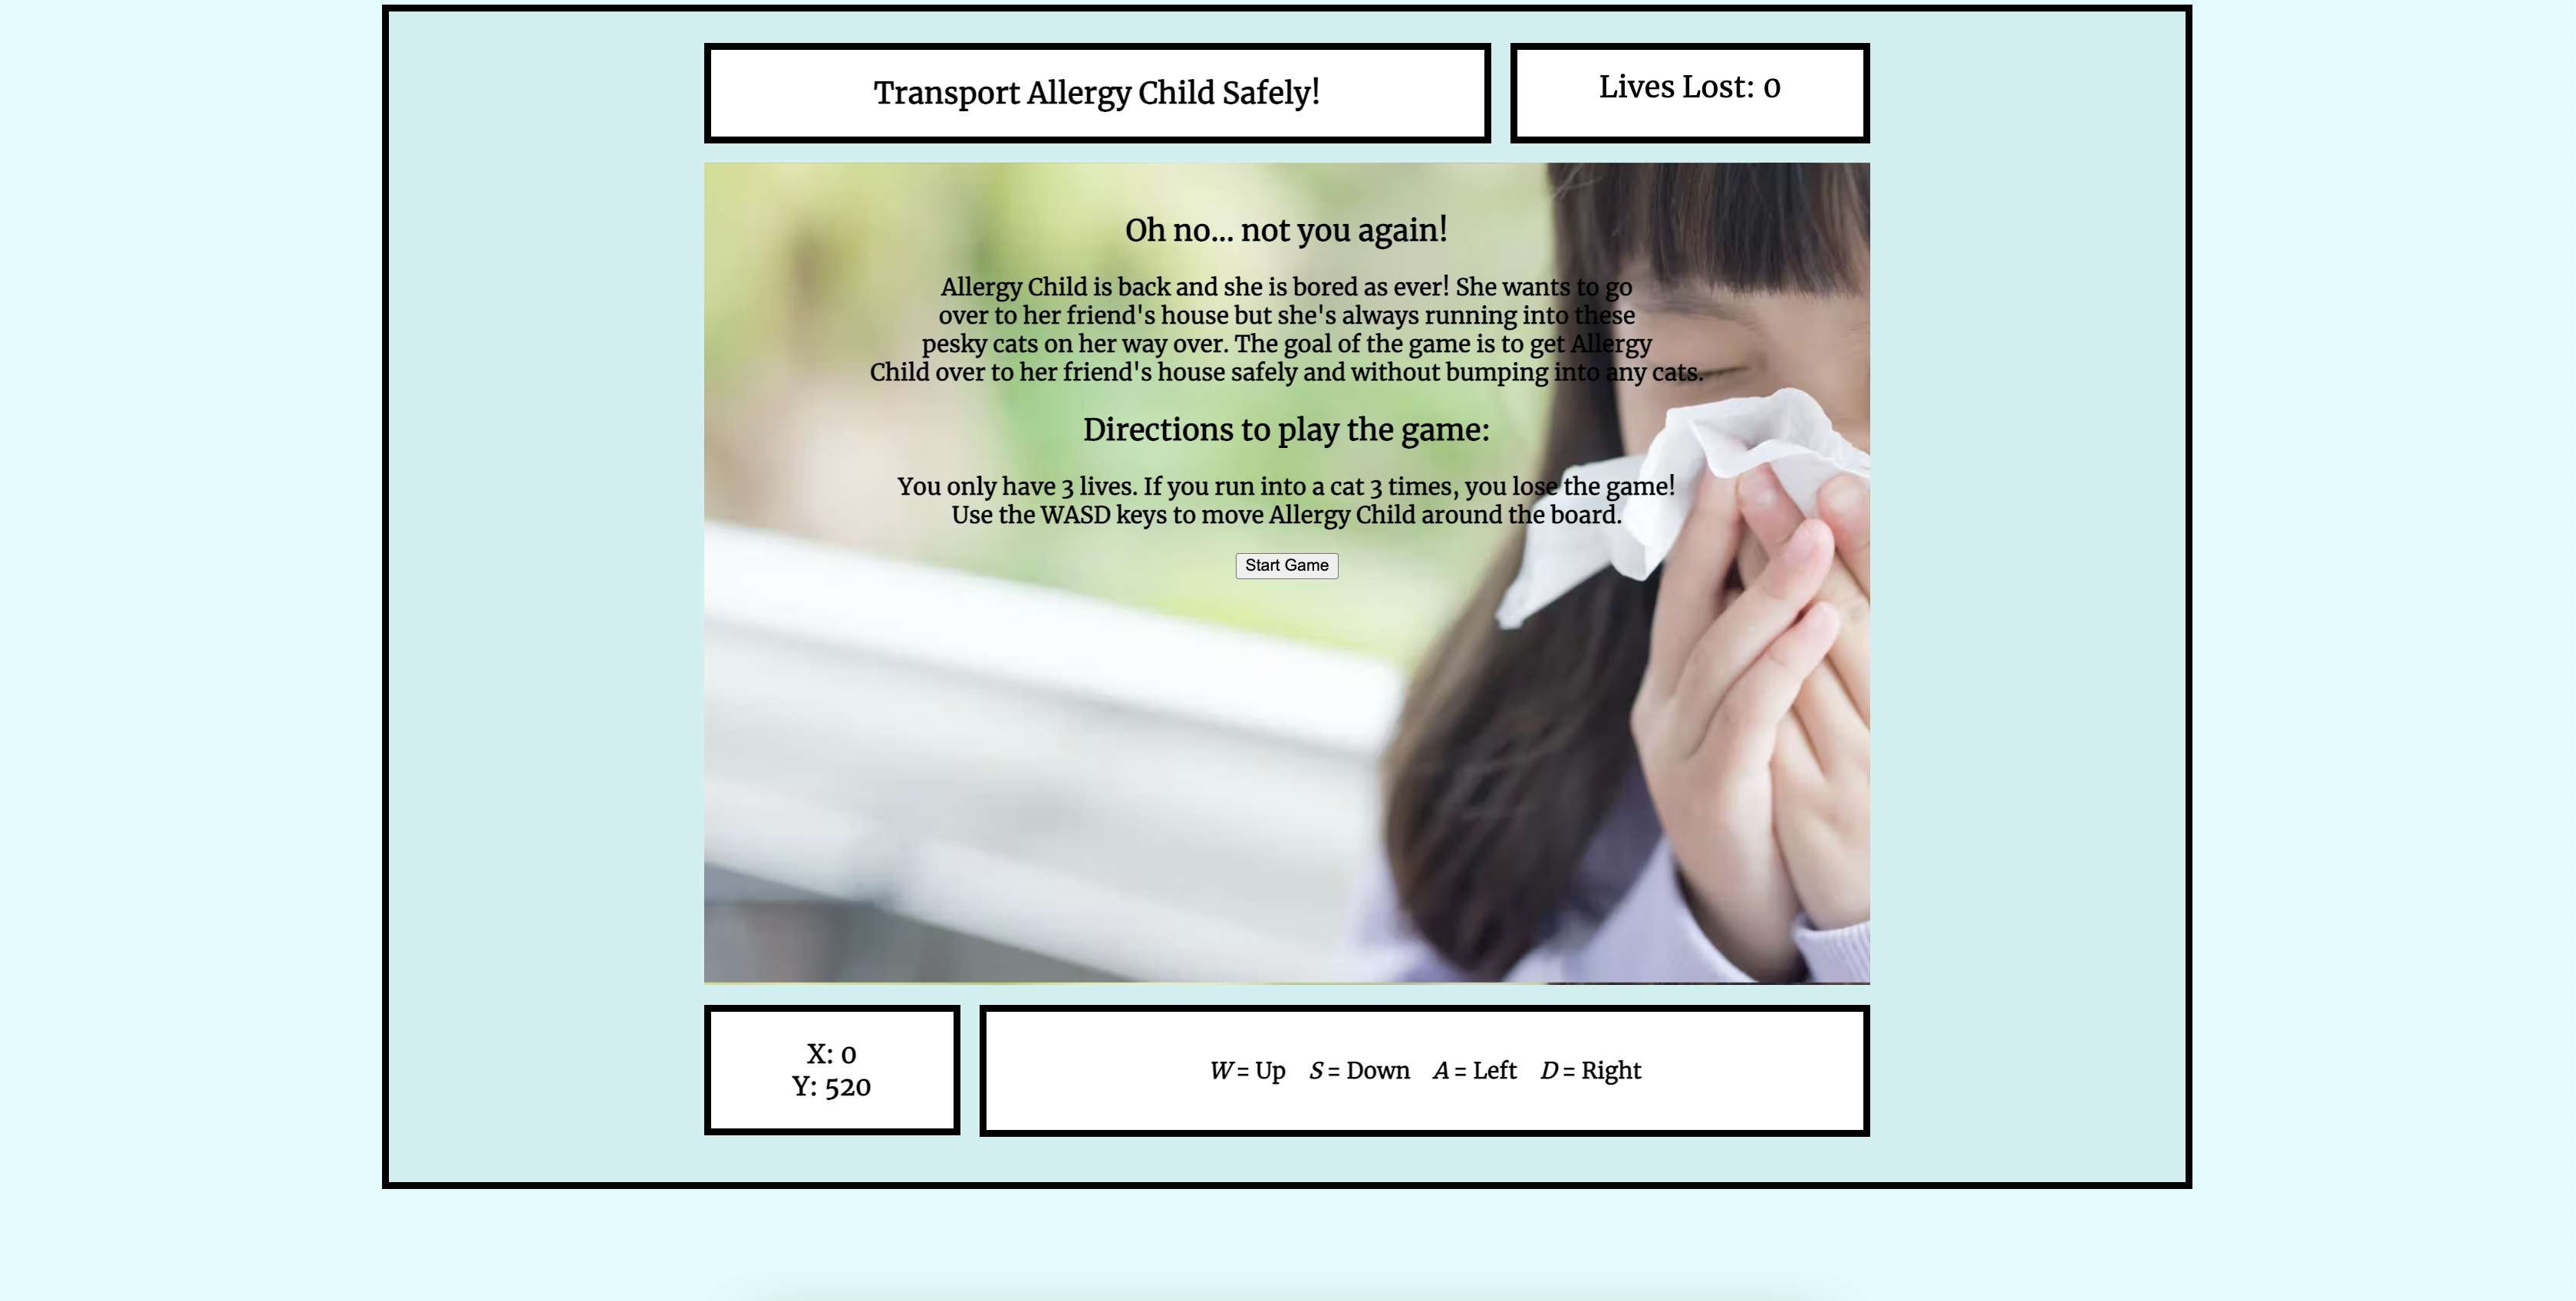 Transport Allergy Child Safely!
Lives Lost: 0
Oh no... not you again!
Allergy Child is back and she is bored as ever! She wants to go
over to her friend's house but she's always running into these
pesky cats on her way over. The goal of the game is to get Allergy
Child over to her friend's house safely and without bumping into any cats.
Directions to play the game:
You only have 3 lives. If you run into a cat 3 times, you lose the game!
Use the WASD keys to move Allergy Child around the board.
Start Game
X: 0
Y: 520
W = Up S = Down A = Left D = Right